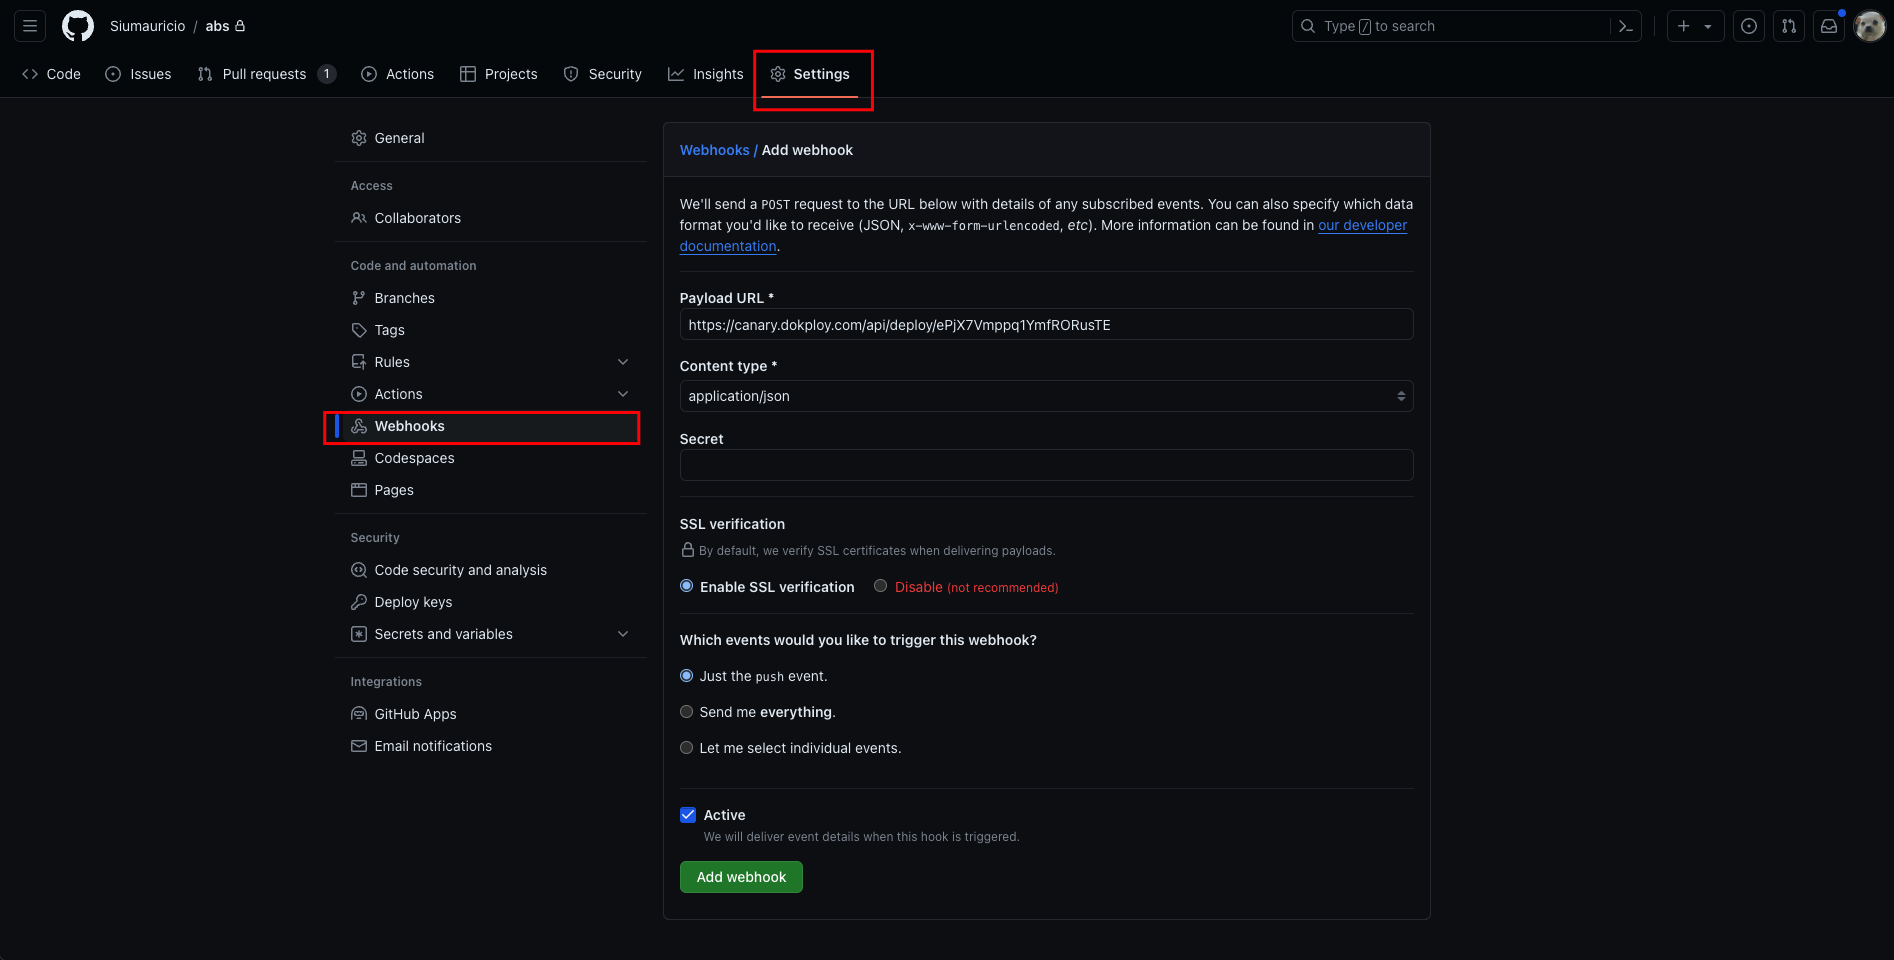 Siumauricio / abs
Type / to search
Code
Issues
Pull requests 1
Actions
Projects
Security
Insights
Settings
General
Access
Collaborators
Code and automation
Branches
Tags
Rules
Actions
Webhooks
Codespaces
Pages
Security
Code security and analysis
Deploy keys
Secrets and variables
Integrations
GitHub Apps
Email notifications
Webhooks / Add webhook
We'll send a POST request to the URL below with details of any subscribed events. You can also specify which data
format you'd like to receive (JSON, x-www-form-urlencoded, etc). More information can be found in our developer
documentation.
Payload URL *
https://canary.dokploy.com/api/deploy/ePjX7Vmppq1YmfRORusTE
Content type *
application/json
Secret
SSL verification
By default, we verify SSL certificates when delivering payloads.
Enable SSL verification
Disable (not recommended)
Which events would you like to trigger this webhook?
Just the push event.
Send me everything.
Let me select individual events.
Active
We will deliver event details when this hook is triggered.
Add webhook